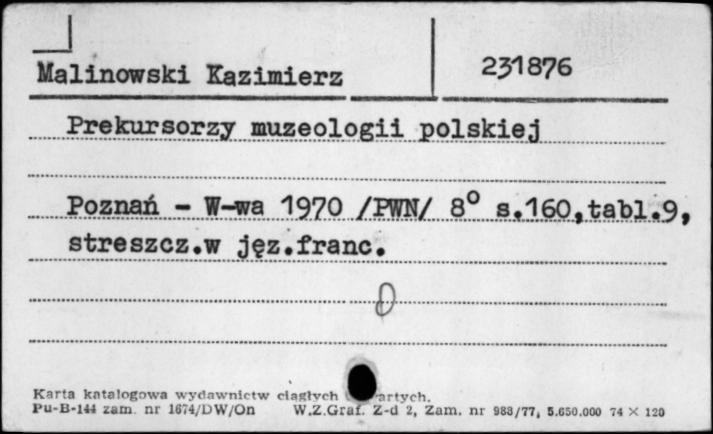 Malinowski Kazimierz 231876
Prekursorzy muzeologii polskiej
Poznań - W-wa 1970 /PWN/ 8° s.160,tabl.9,
streszcz.w jęz.franc.
Karta katalogowa wydawnictw ciągłych artych.
Pu-B-144 zam. nr 1674/DW/On W.Z.Graf. Z-d 2, Zam. nr 988/77, 5.650.000 74 × 120